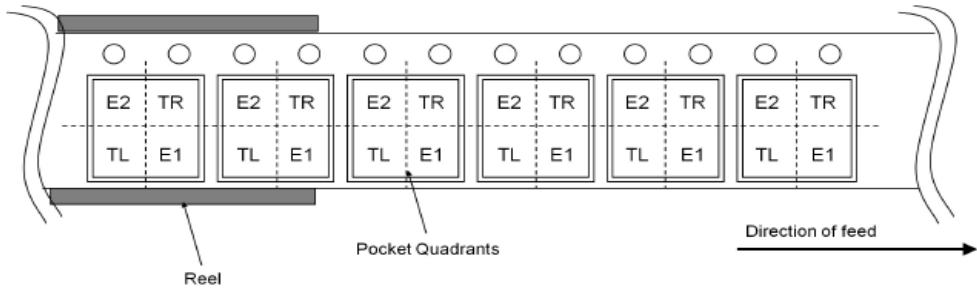 E2 TR E2 TR E2 TR E2 TR E2 TR E2 TR
TL E1 TL E1 TL E1 TL E1 TL E1 TL E1
Direction of feed
Pocket Quadrants
Reel